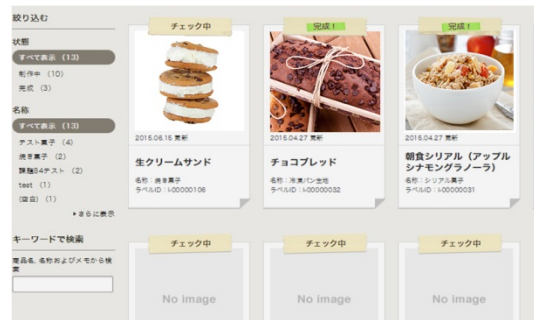 絞り込む
状態
すべて表示 (13)
制作中 (10)
完成 (3)
名称
すべて表示 (13)
テスト菓子 (4)
焼き菓子 (2)
課題84テスト (2)
test (1)
(空白) (1)
▶さらに表示
キーワードで検索
商品名、名称およびメモから検
索
チェック中
2015.06.15 更新
生クリームサンド
名称：焼き菓子
ラベルID：l-00000106
完成！
2015.04.27 更新
チョコブレッド
名称：冷凍パン生地
ラベルID：l-00000032
完成！
2015.04.27 更新
朝食シリアル（アップル
シナモングラノーラ）
名称：シリアル菓子
ラベルID：l-00000031
チェック中
No image
チェック中
No image
チェック中
No image